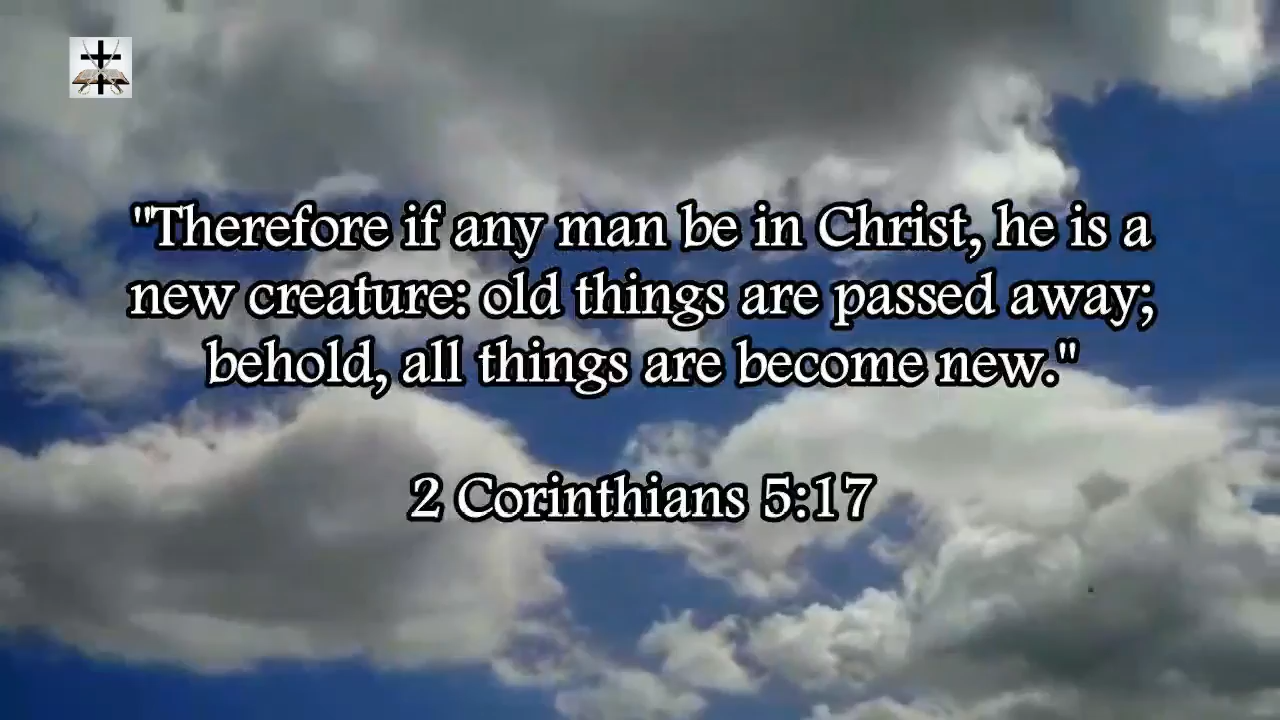 "Therefore if any man be in Christ, he is a
new creature: old things are passed away;
behold, all things are become new."
2 Corinthians 5:17